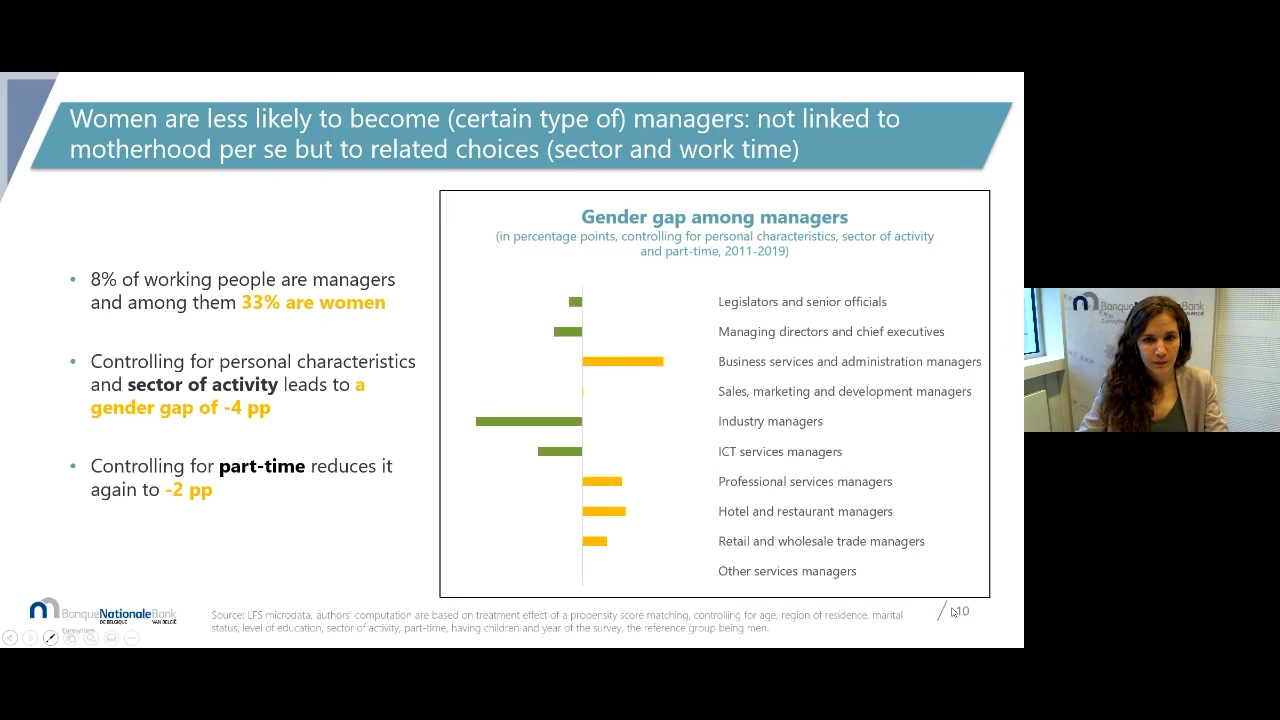 Women are less likely to become (certain type of) managers: not linked to
motherhood per se but to related choices (sector and work time)
• 8% of working people are managers
and among them 33% are women
• Controlling for personal characteristics
and sector of activity leads to a
gender gap of -4 pp
• Controlling for part-time reduces it
again to -2 pp
Gender gap among managers
(in percentage points, controlling for personal characteristics, sector of activity
and part-time, 2011-2019)
Legislators and senior officials
Managing directors and chief executives
Business services and administration managers
Sales, marketing and development managers
Industry managers
ICT services managers
Professional services managers
Hotel and restaurant managers
Retail and wholesale trade managers
Other services managers
BanqueNationaleBank
DE BELGIQUE VAN BELGIË
Eurosystem
Source: LFS microdata, authors' computation are based on treatment effect of a propensity score matching, controlling for age, region of residence, marital
status, level of education, sector of activity, part-time, having children and year of the survey, the reference group being men.
10